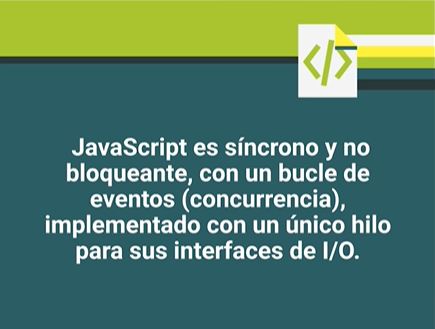 </>
JavaScript es síncrono y no
bloqueante, con un bucle de
eventos (concurrencia),
implementado con un único hilo
para sus interfaces de I/O.